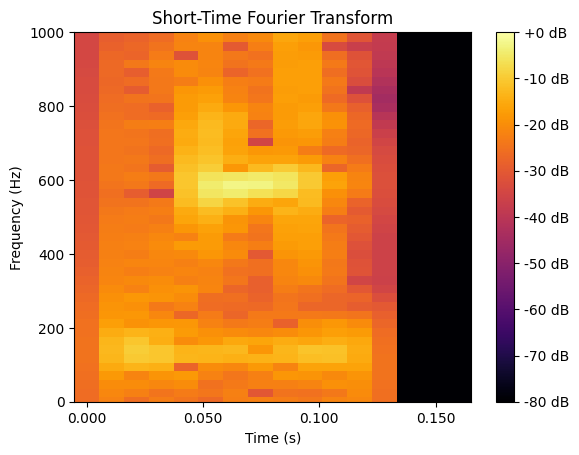 Short-Time Fourier Transform
1000
800
600
400
200
0
Frequency (Hz)
0.000
0.050
0.100
0.150
Time (s)
+0 dB
-10 dB
-20 dB
-30 dB
-40 dB
-50 dB
-60 dB
-70 dB
-80 dB